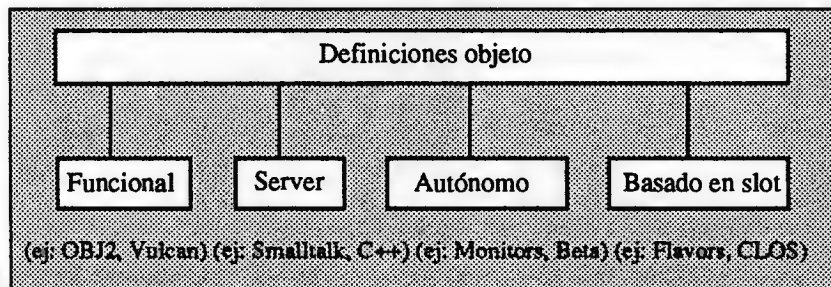 Definiciones objeto
Funcional Server Autónomo Basado en slot
(ej: OBJ2, Vulcan) (ej: Smalltalk, C++) (ej: Monitors, Beta) (ej: Flavors, CLOS)